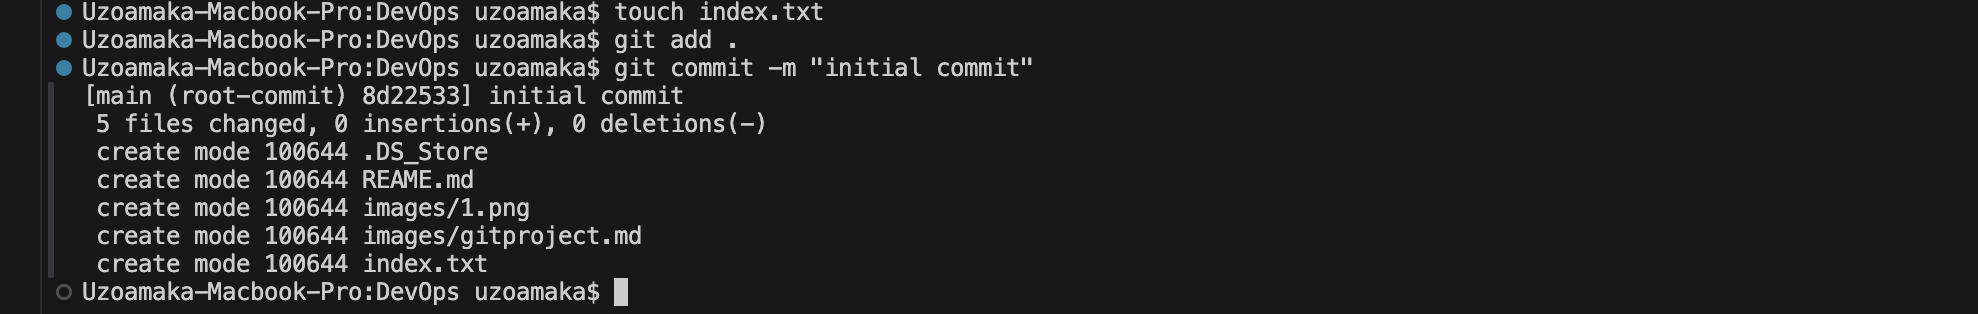 Uzoamaka-Macbook-Pro:DevOps uzoamaka$ touch index.txt
Uzoamaka-Macbook-Pro:DevOps uzoamaka$ git add .
Uzoamaka-Macbook-Pro:DevOps uzoamaka$ git commit -m "initial commit"
[main (root-commit) 8d22533] initial commit
5 files changed, 0 insertions(+), 0 deletions(-)
create mode 100644 .DS_Store
create mode 100644 REAME.md
create mode 100644 images/1.png
create mode 100644 images/gitproject.md
create mode 100644 index.txt
Uzoamaka-Macbook-Pro:DevOps uzoamaka$